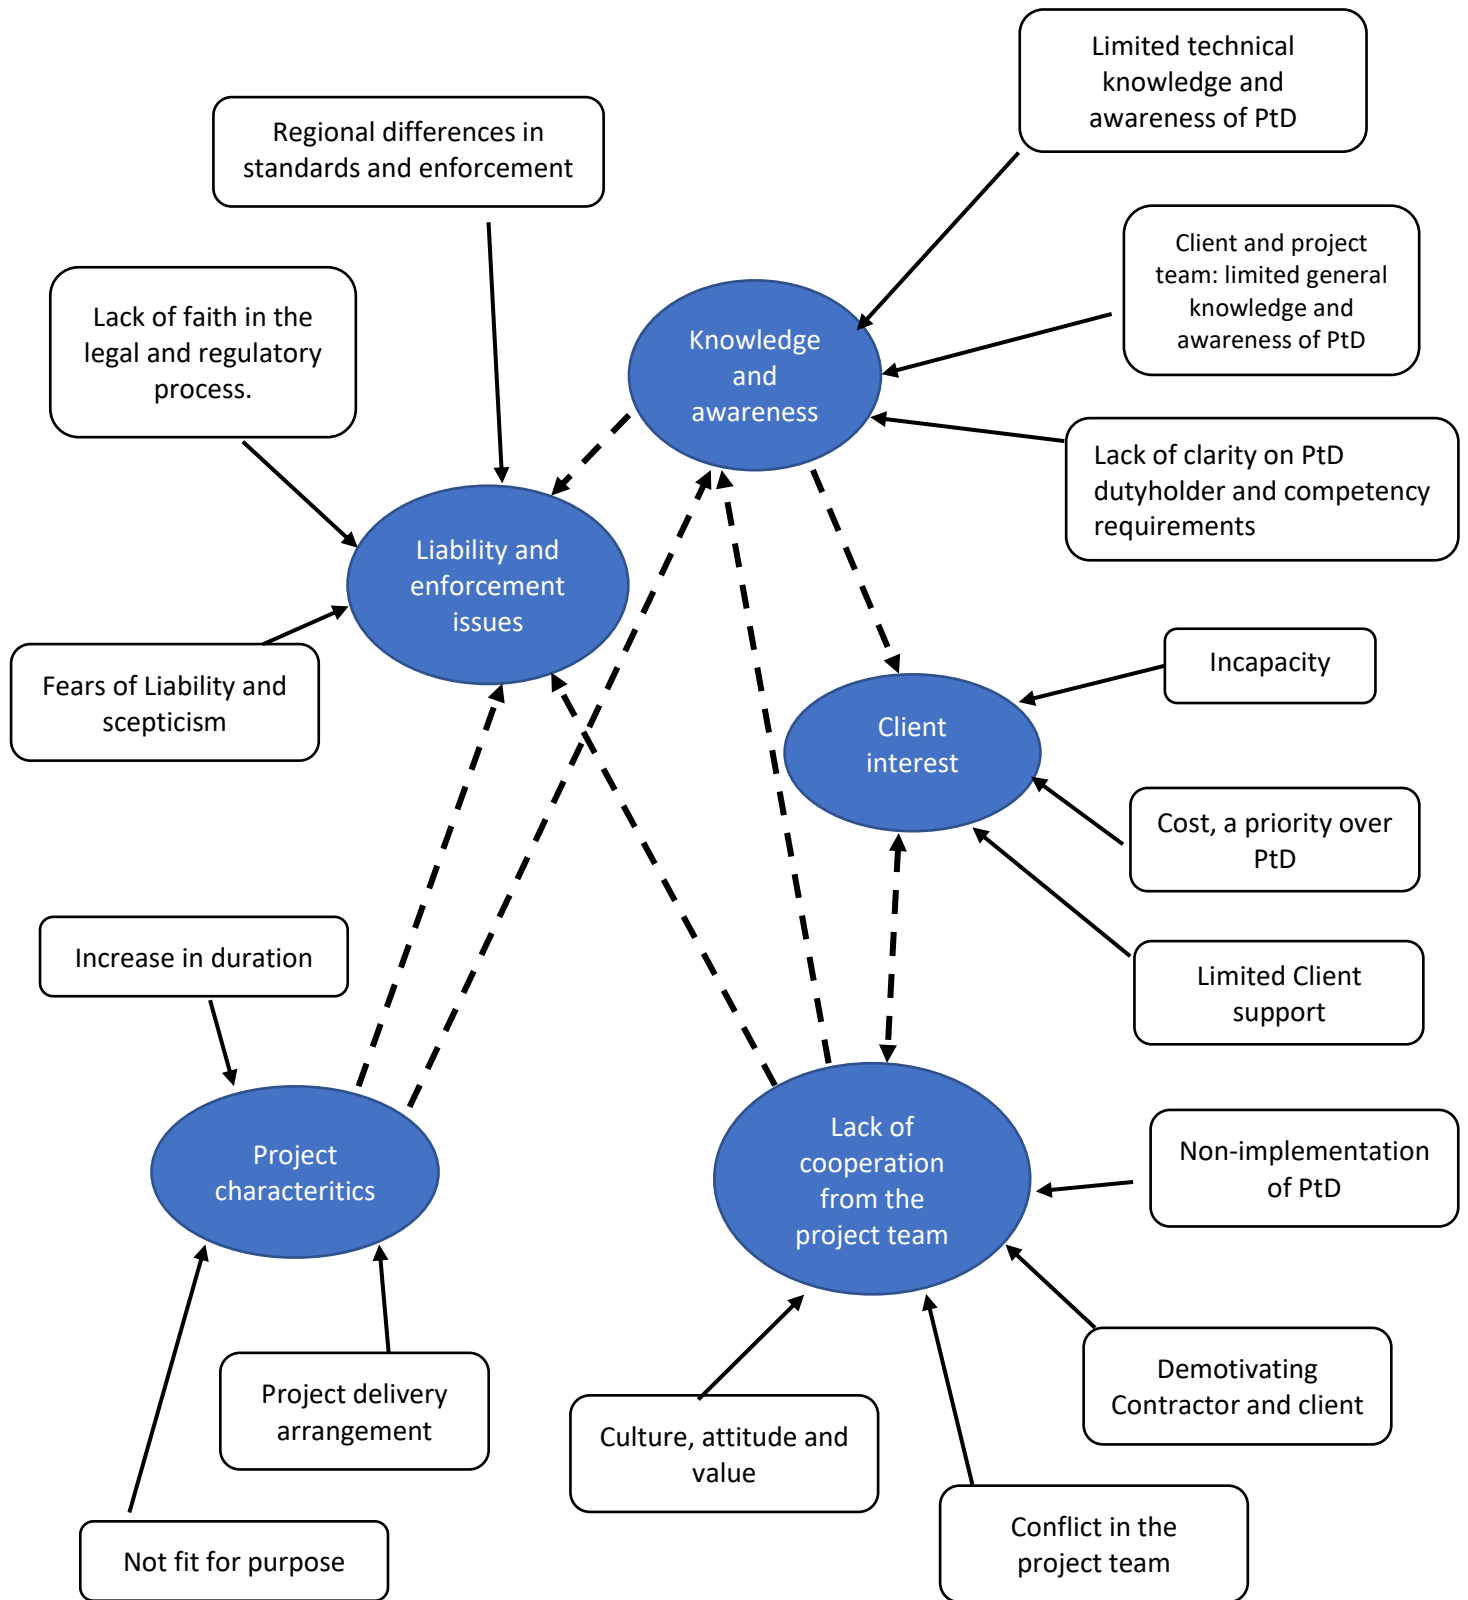 Limited technical
knowledge and
awareness of PtD
Regional differences in
standards and enforcement
Client and project
team: limited general
knowledge and
awareness of PtD
Lack of faith in the
legal and regulatory
process.
Knowledge
and
awareness
Lack of clarity on PtD
dutyholder and competency
requirements
Liability and
enforcement
issues
Fears of Liability and
scepticism
Incapacity
Client
interest
Cost, a priority over
PtD
Increase in duration
Limited Client
support
Project
characteritics
Lack of
cooperation
from the
project team
Non-implementation
of PtD
Project delivery
arrangement
Demotivating
Contractor and client
Culture, attitude and
value
Not fit for purpose
Conflict in the
project team